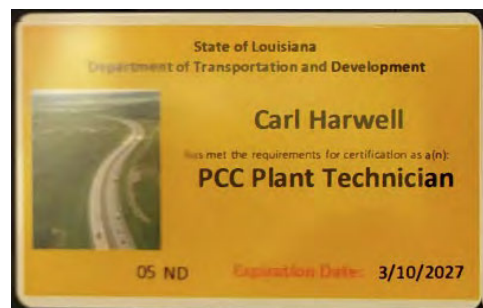 State of Louisiana
Department of Transportation and Development
Carl Harwell
has met the requirements for certification as a(n):
PCC Plant Technician
05 ND Expiration Date: 3/10/2027